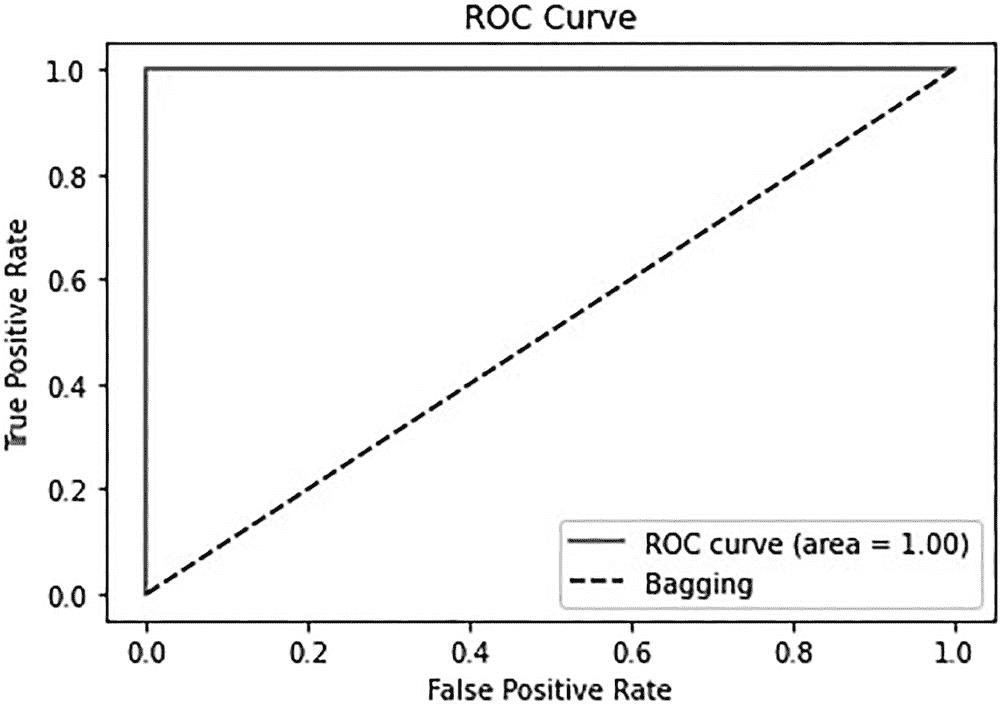 ROC Curve
True Positive Rate
1.0
0.8
0.6
0.4
0.2
0.0
ROC curve (area = 1.00)
Bagging
0.0 0.2 0.4 0.6 0.8 1.0
False Positive Rate